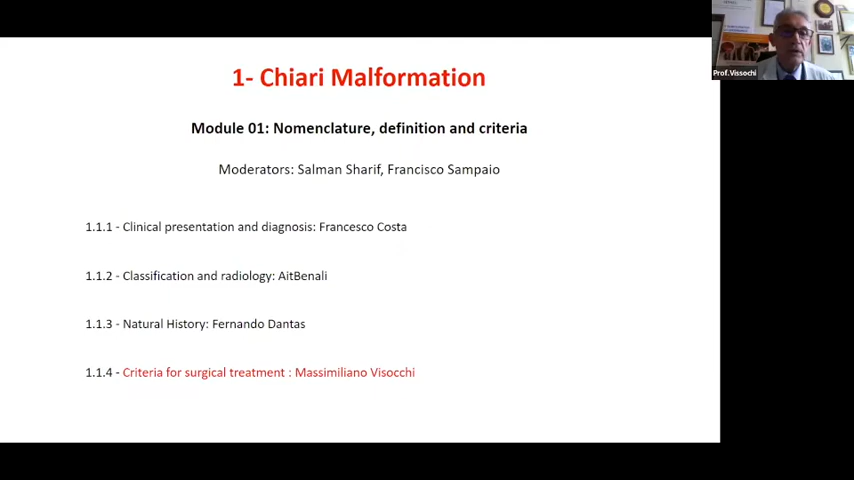 1- Chiari Malformation
Module 01: Nomenclature, definition and criteria
Moderators: Salman Sharif, Francisco Sampaio
1.1.1 - Clinical presentation and diagnosis: Francesco Costa
1.1.2 - Classification and radiology: AitBenali
1.1.3 - Natural History: Fernando Dantas
1.1.4 - Criteria for surgical treatment : Massimiliano Visocchi
Prof.Vissochi